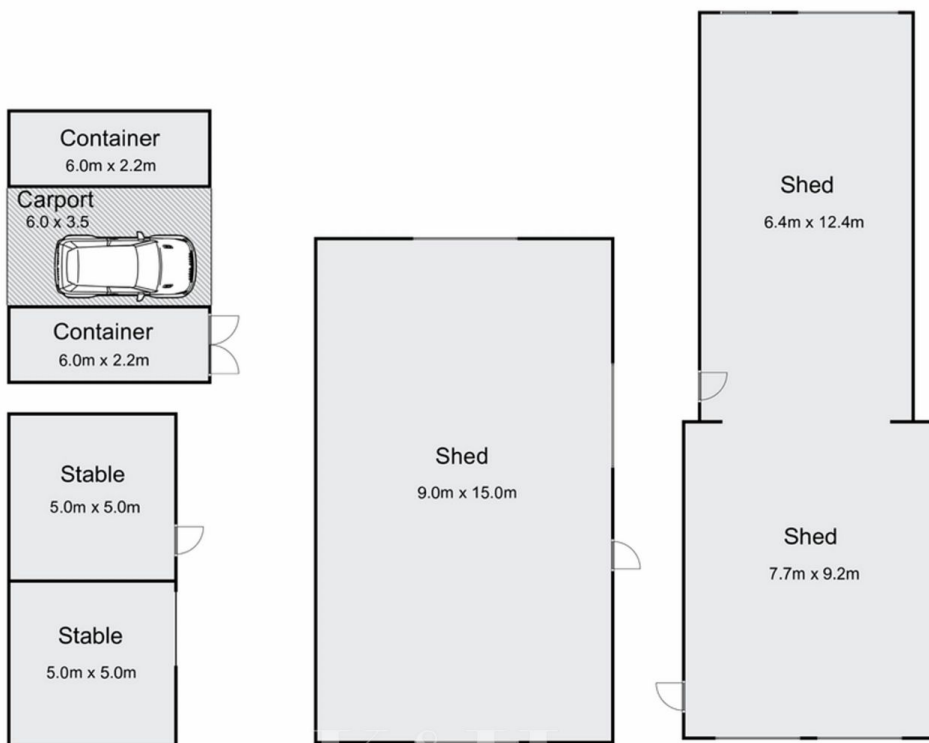 Container
6.0m x 2.2m
Carport
6.0 x 3.5
Container
6.0m x 2.2m
Stable
5.0m x 5.0m
Stable
5.0m x 5.0m
Shed
9.0m x 15.0m
Shed
6.4m x 12.4m
Shed
7.7m x 9.2m